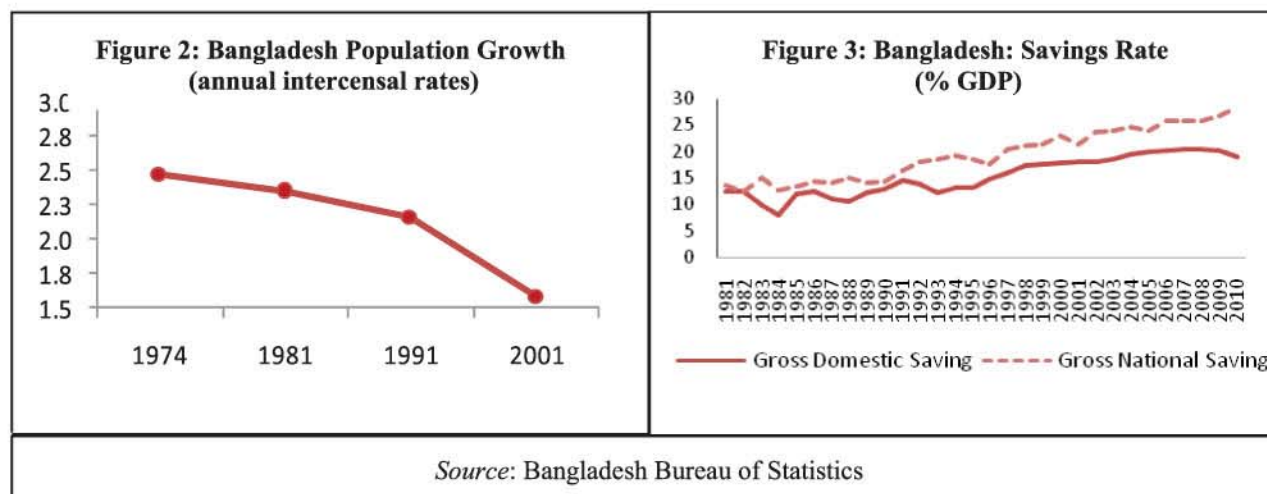 Figure 2: Bangladesh Population Growth
(annual intercensal rates)
3.0
2.8
2.5
2.3
2.0
1.8
1.5
1974 1981 1991 2001
Figure 3: Bangladesh: Savings Rate
(% GDP)
30
25
20
15
10
5
0
1981 1982 1983 1984 1985 1986 1987 1988 1989 1990 1991 1992 1993 1994 1995 1996 1997 1998 1999 2000 2001 2002 2003 2004 2005 2006 2007 2008 2009 2010
Gross Domestic Saving Gross National Saving
Source: Bangladesh Bureau of Statistics